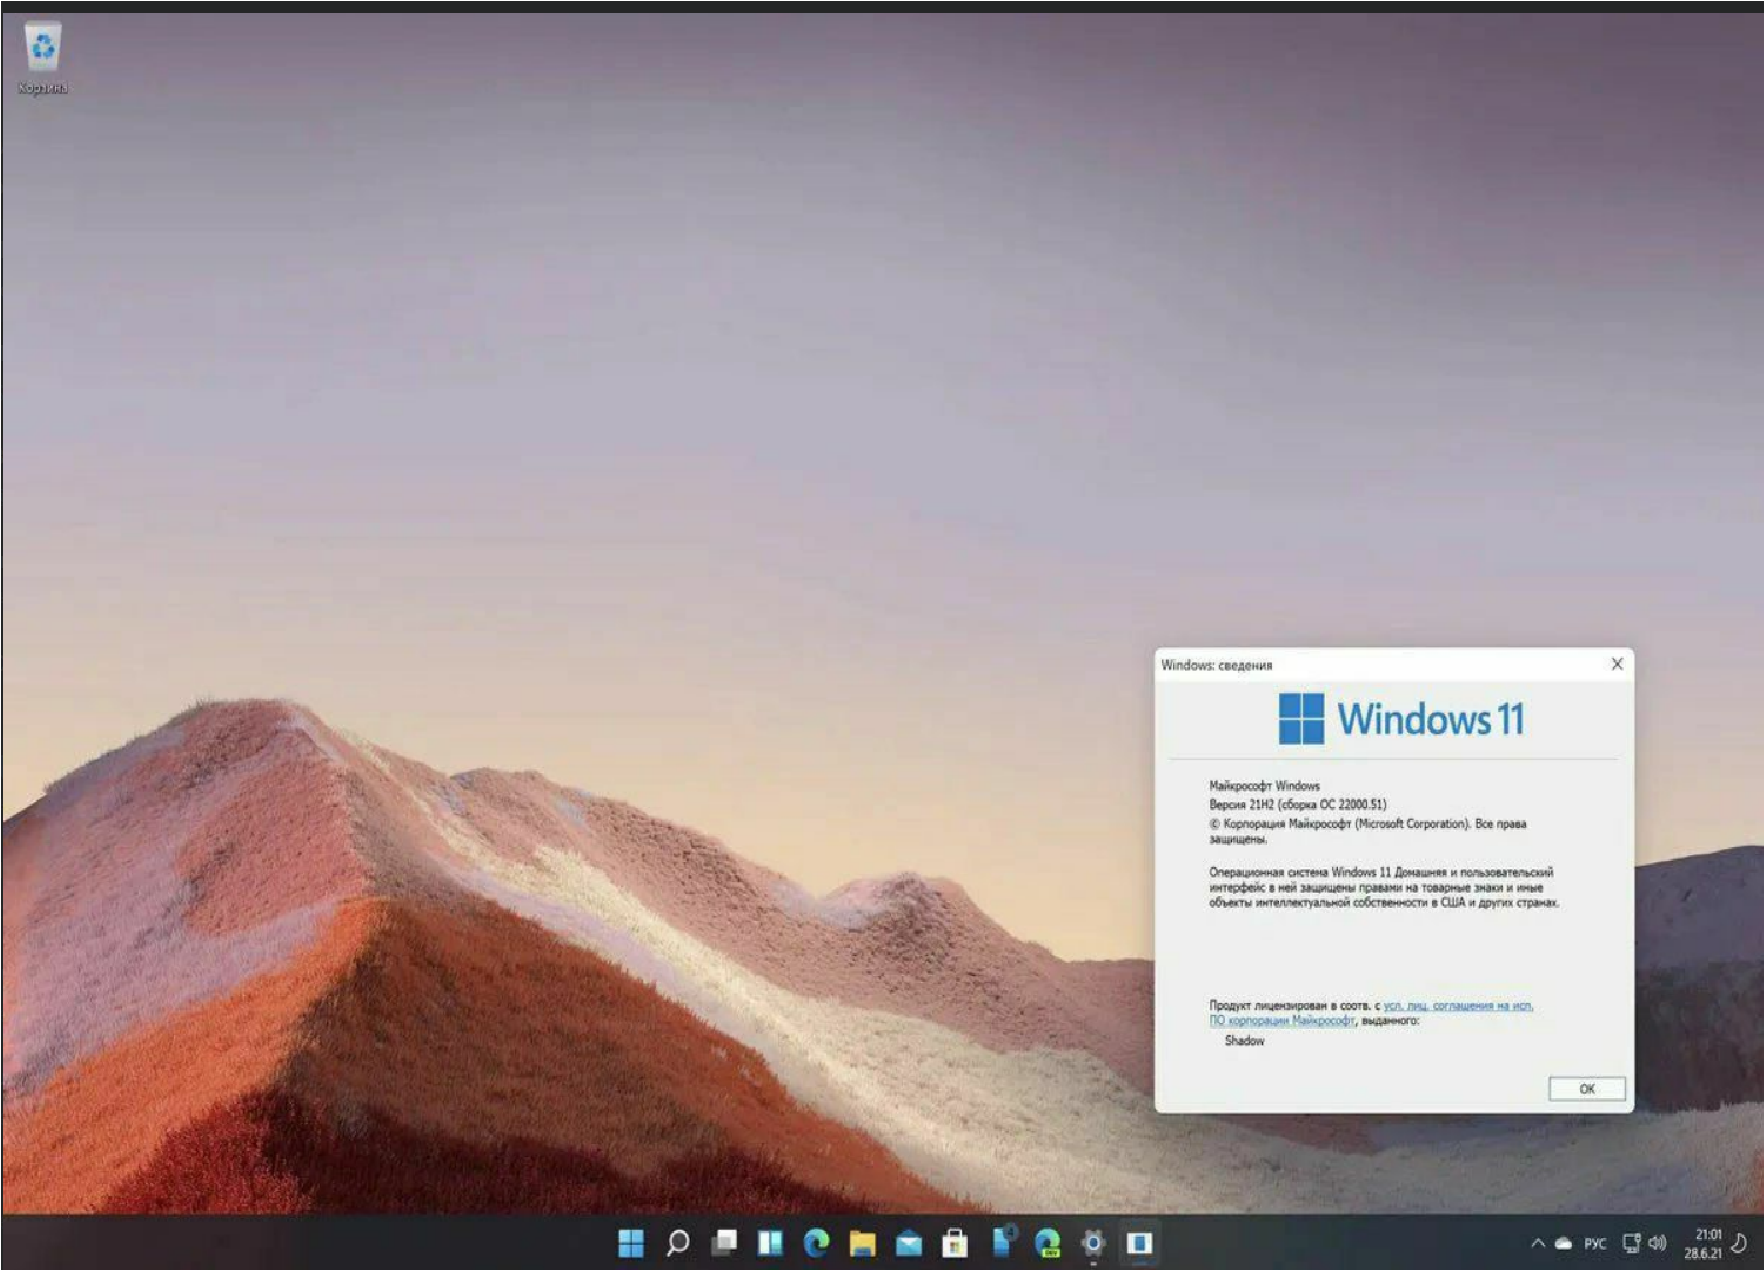 Корзина
Windows: сведения
Windows 11
Майкрософт Windows
Версия 21H2 (сборка ОС 22000.51)
© Корпорация Майкрософт (Microsoft Corporation). Все права
защищены.
Операционная система Windows 11 Домашняя и пользовательский
интерфейс в ней защищены правами на товарные знаки и иные
объекты интеллектуальной собственности в США и других странах.
Продукт лицензирован в соотв. с усл. лиц. соглашения на исп.
ПО корпорации Майкрософт, выданного:
Shadow
OK
4
DEV
РУС
21:01
28.6.21